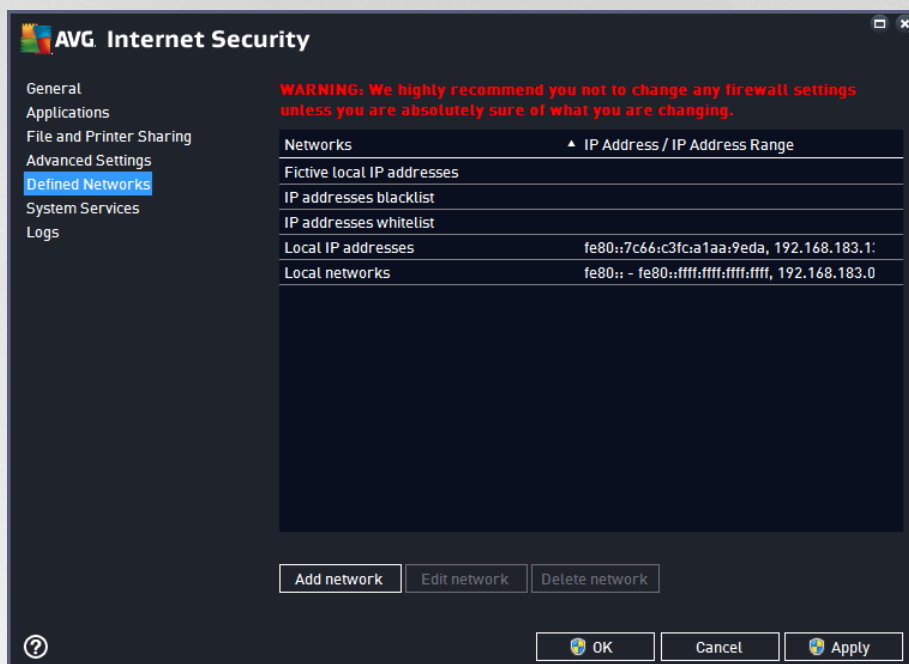 AVG. Internet Security
General
Applications
File and Printer Sharing
Advanced Settings
Defined Networks
System Services
Logs
WARNING: We highly recommend you not to change any firewall settings
unless you are absolutely sure of what you are changing.
Networks IP Address / IP Address Range
Fictive local IP addresses
IP addresses blacklist
IP addresses whitelist
Local IP addresses fe80::7c66:c3fc:a1aa:9eda, 192.168.183.1
Local networks fe80:: - fe80::ffff:ffff:ffff:ffff, 192.168.183.0
Add network Edit network Delete network
? OK Cancel Apply